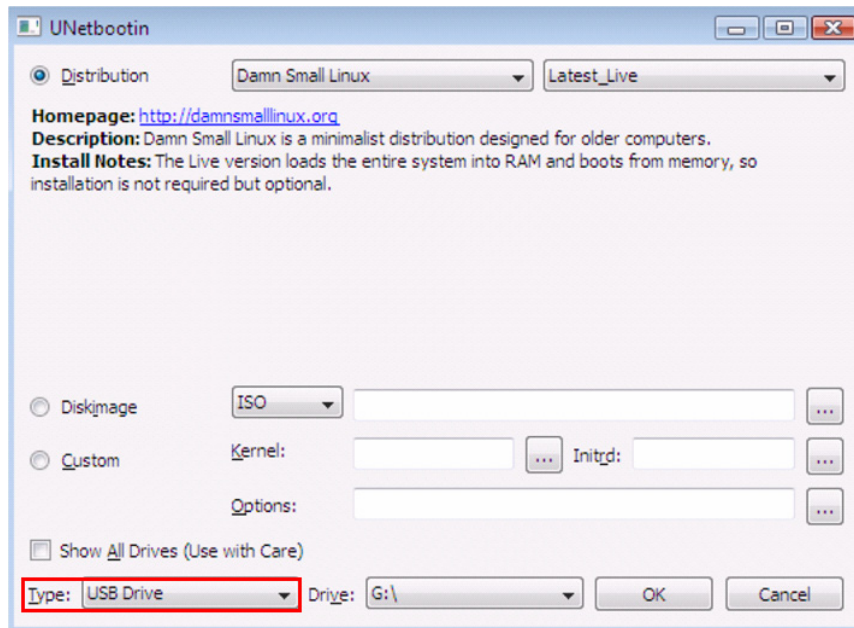 UNetbootin
Distribution Damn Small Linux Latest_Live
Homepage: http://damnsmalllinux.org
Description: Damn Small Linux is a minimalist distribution designed for older computers.
Install Notes: The Live version loads the entire system into RAM and boots from memory, so
installation is not required but optional.
Diskimage ISO ...
Custom Kernel: ... Initrd: ...
Options: ...
Show All Drives (Use with Care)
Type: USB Drive Drive: G:\ OK Cancel